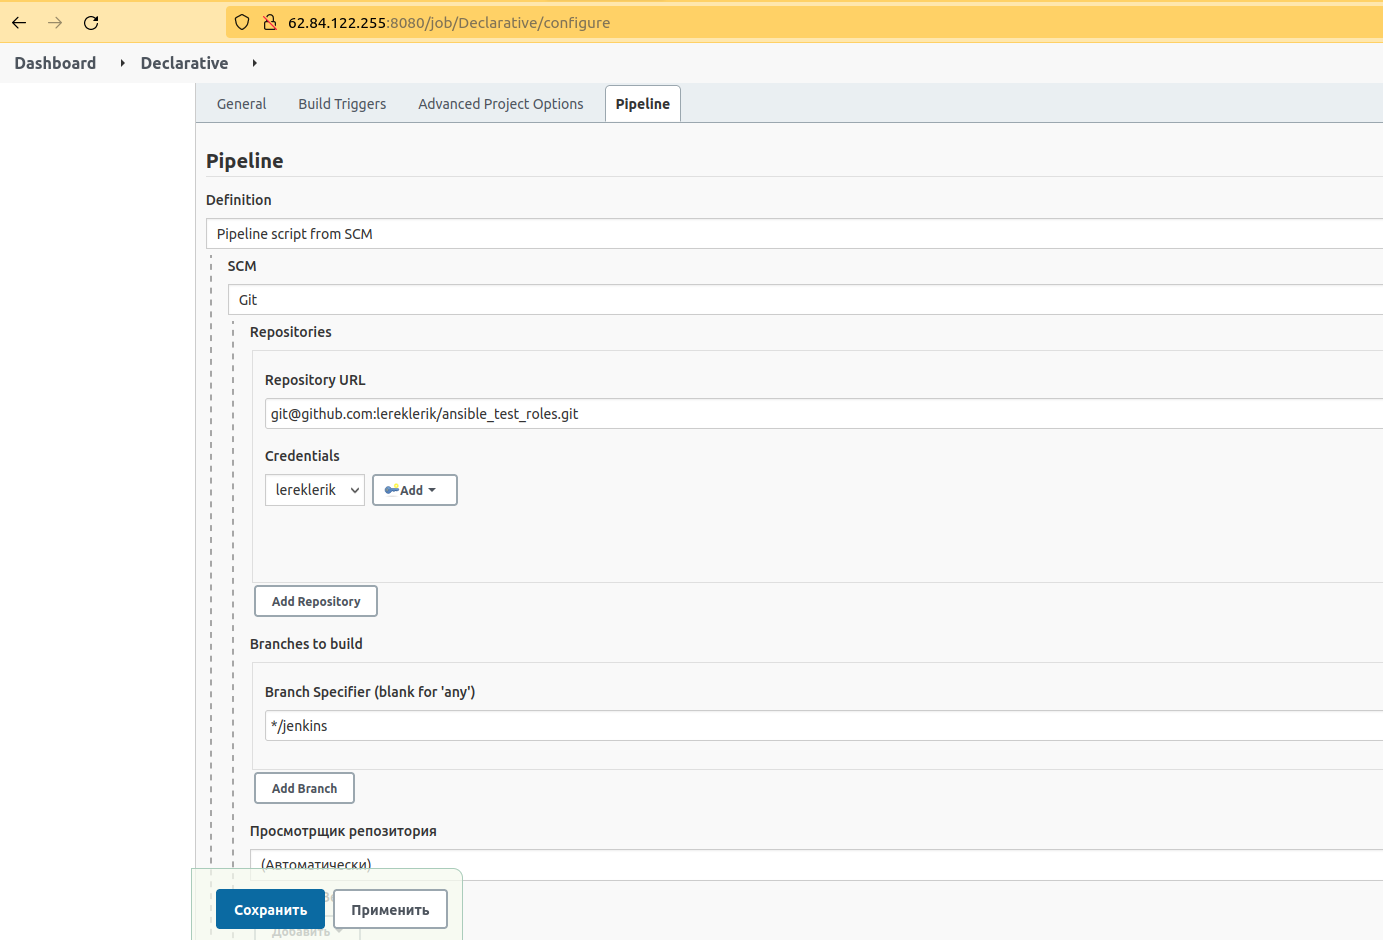 62.84.122.255:8080/job/Declarative/configure
Dashboard Declarative
General Build Triggers Advanced Project Options Pipeline
Pipeline
Definition
Pipeline script from SCM
SCM
Git
Repositories
Repository URL
git@github.com:lereklerik/ansible_test_roles.git
Credentials
lereklerik Add
Add Repository
Branches to build
Branch Specifier (blank for 'any')
*/jenkins
Add Branch
Просмотрщик репозитория
(Автоматически)
Сохранить Применить
Добавить